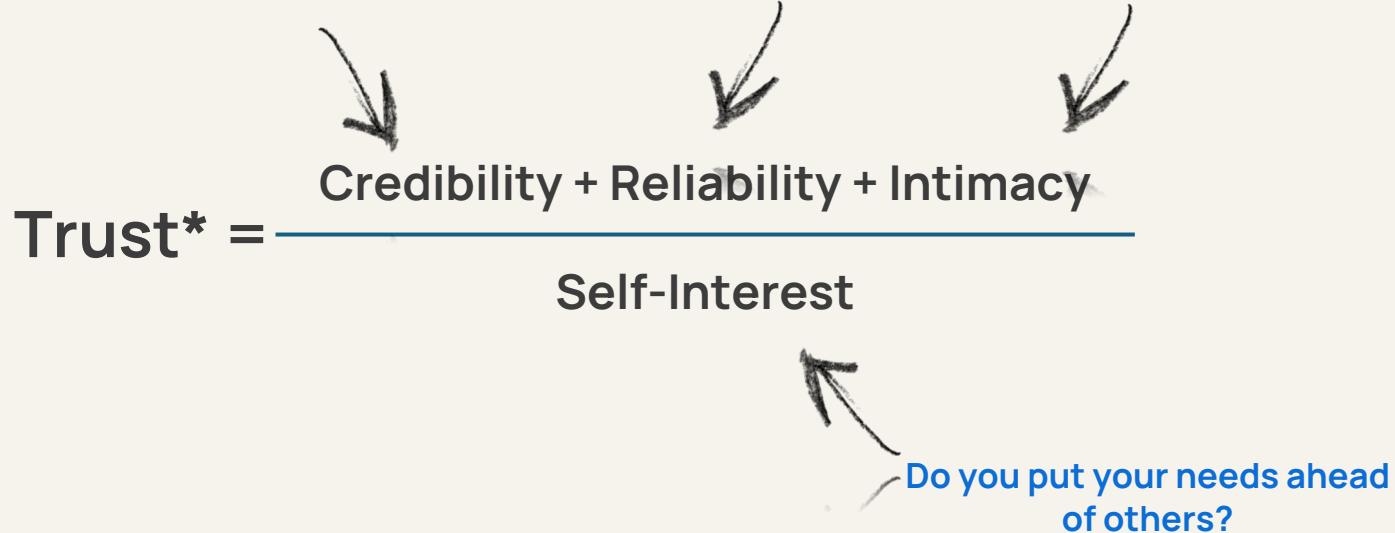 Credibility + Reliability + Intimacy
Trust* =
Self-Interest
Do you put your needs ahead
of others?